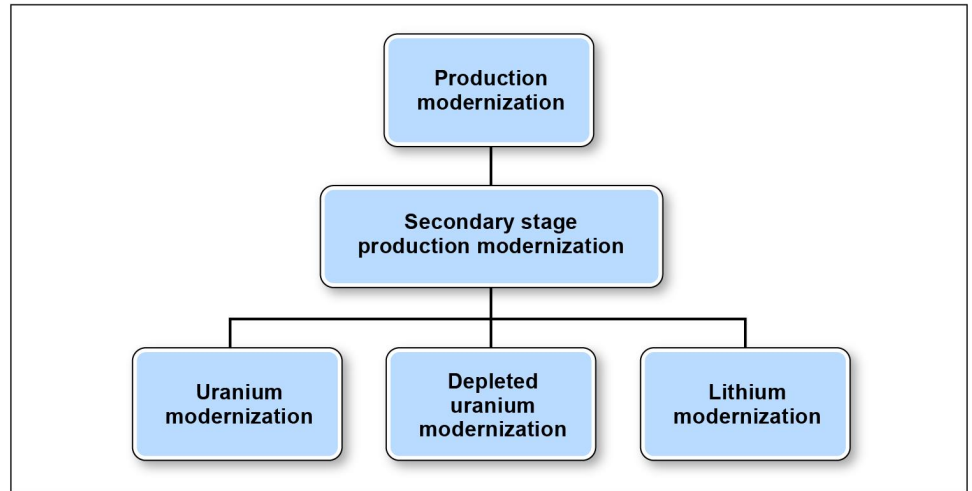 Production
modernization
Secondary stage
production modernization
Uranium
modernization
Depleted
uranium
modernization
Lithium
modernization